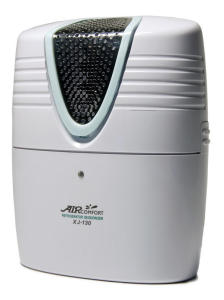 AIR COMFORT
REFRIGERATOR DEODORIZER
XJ-130